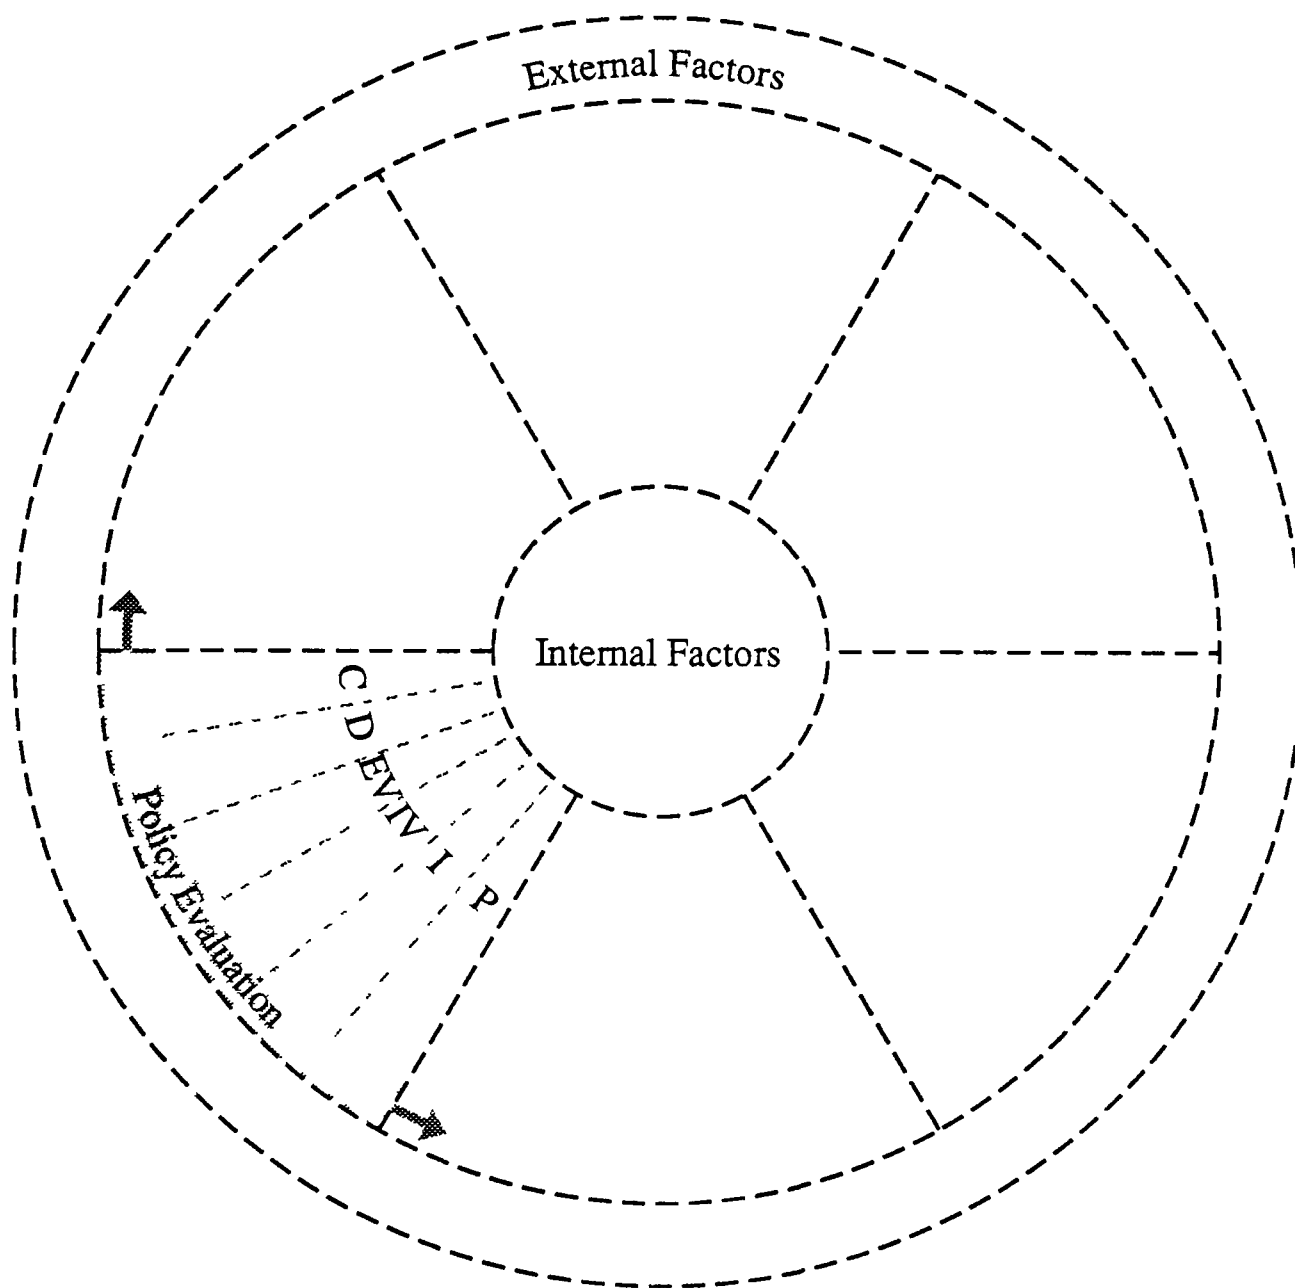 External Factors
Internal Factors
C
D
EV
IV
I
P
Policy Evaluation